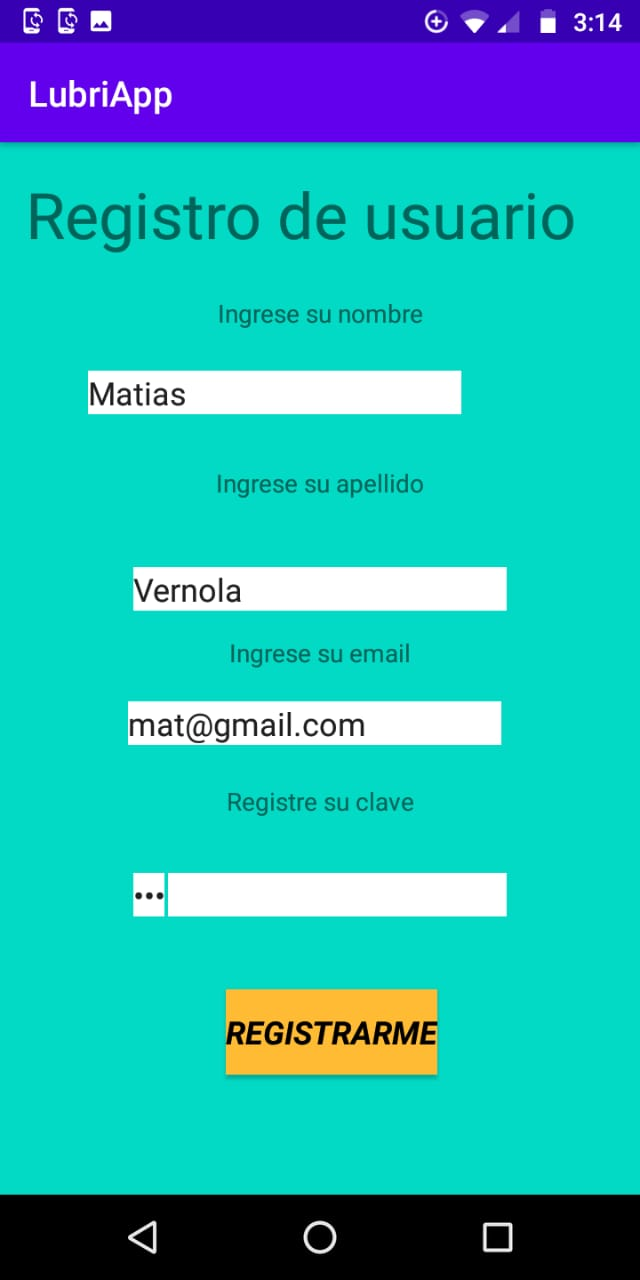 3:14
LubriApp
Registro de usuario
Ingrese su nombre
Matias
Ingrese su apellido
Vernola
Ingrese su email
mat@gmail.com
Registre su clave
•••
REGISTRARME